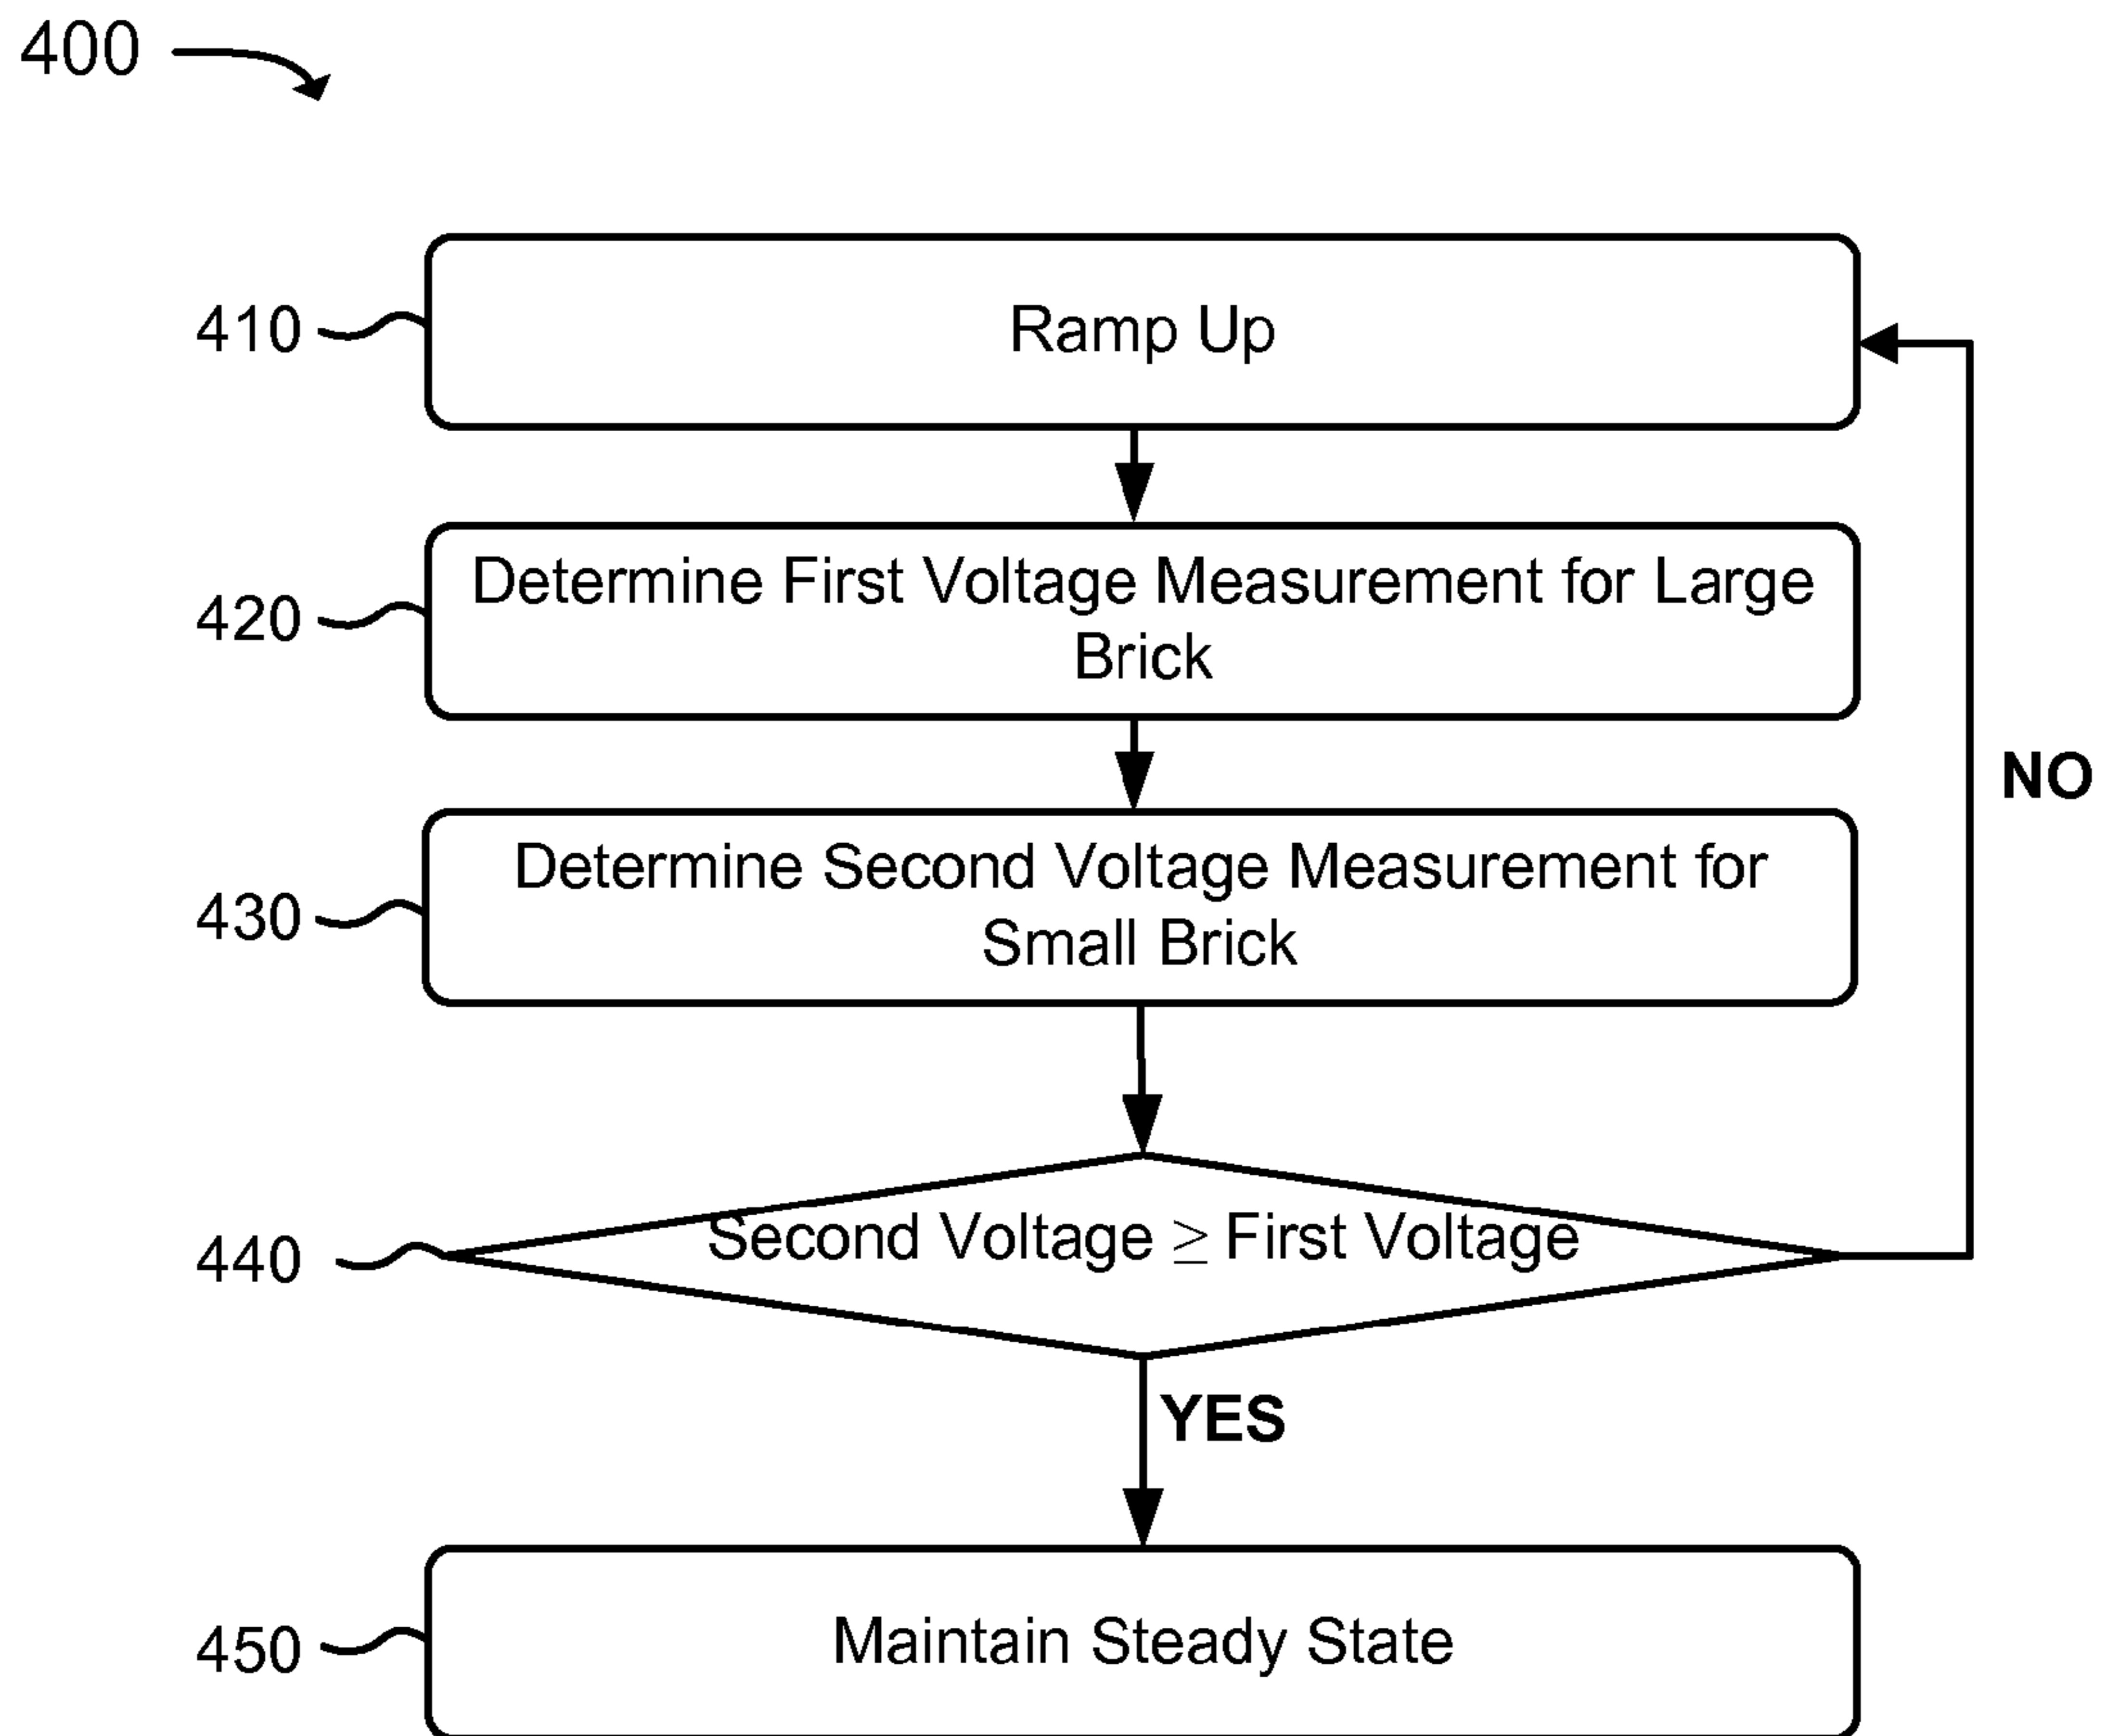 400
410
Ramp Up
420
Determine First Voltage Measurement for Large
Brick
NO
430
Determine Second Voltage Measurement for
Small Brick
440
Second Voltage ≥ First Voltage
YES
450
Maintain Steady State